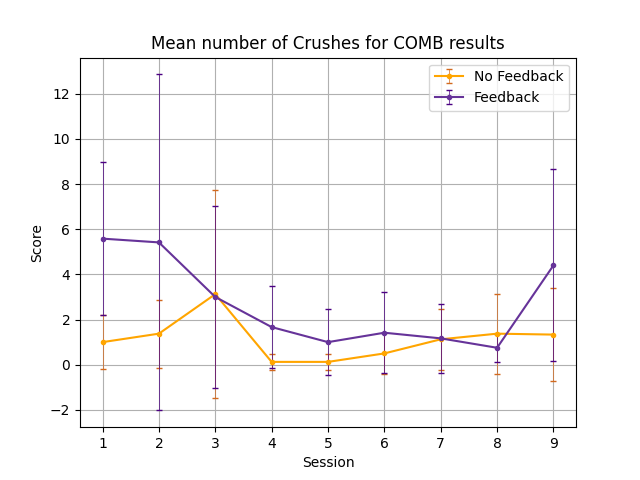 Mean number of Crushes for COMB results
No Feedback
Feedback
12
10
8
6
4
2
0
−2
Score
1 2 3 4 5 6 7 8 9
Session